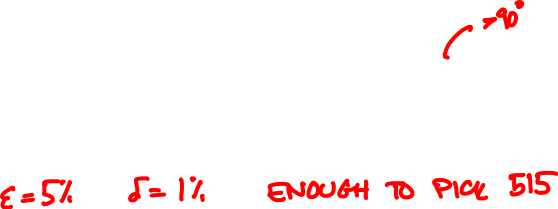 >90°
ε=5% δ=1% ENOUGH TO PICK 515